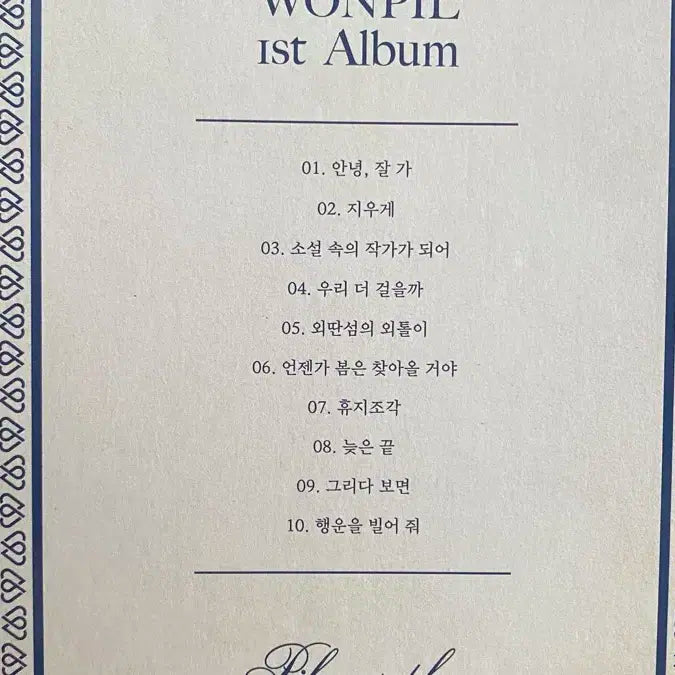 WONPIL
1st Album
01. 안녕, 잘 가
02. 지우게
03. 소설 속의 작가가 되어
04. 우리 더 걸을까
05. 외딴섬의 외톨이
06. 언젠가 봄은 찾아올 거야
07. 휴지조각
08. 늦은 끝
09. 그리다 보면
10. 행운을 빌어 줘